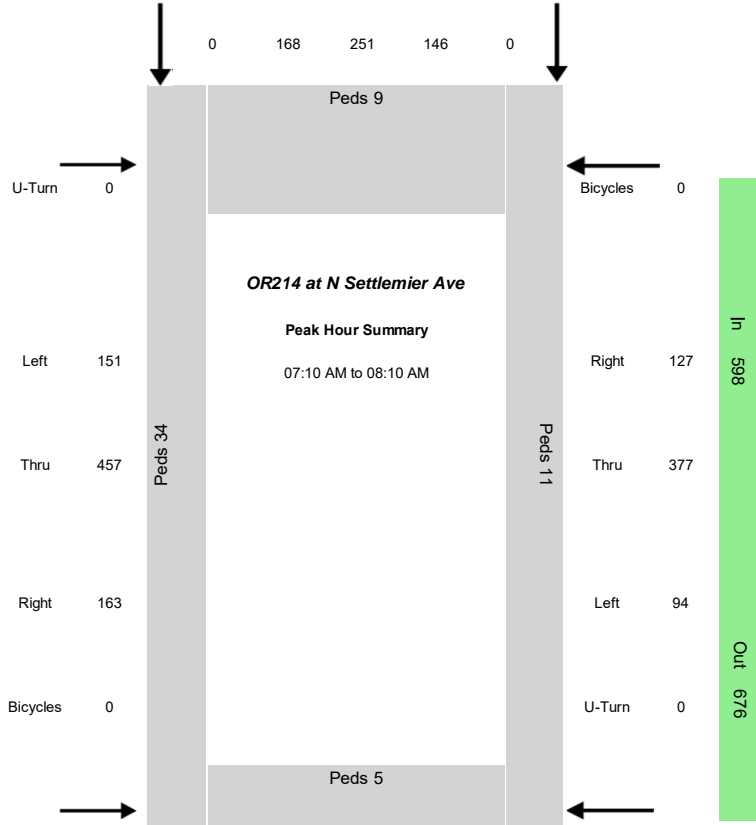 0 168 251 146 0
Peds 9
U-Turn 0
Bicycles 0
OR214 at N Settlemier Ave
Peak Hour Summary
07:10 AM to 08:10 AM
Left 151
Right 127
In 598
Thru 457
Peds 34
Peds 11
Thru 377
Right 163
Left 94
Out 676
Bicycles 0
U-Turn 0
Peds 5